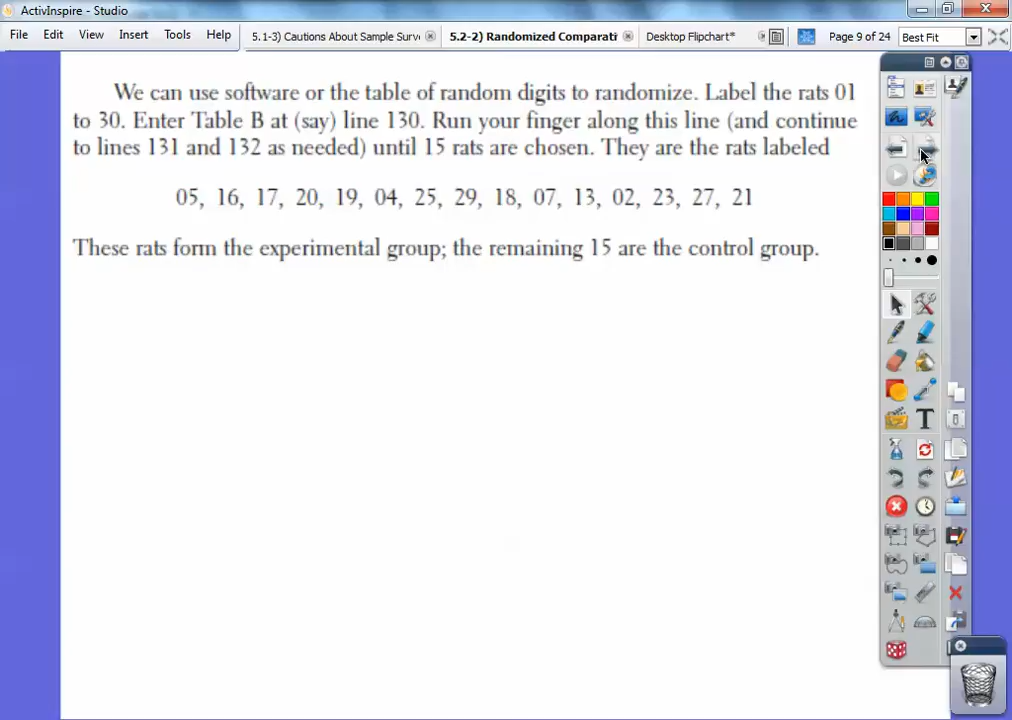 ActivInspire - Studio
File Edit View Insert Tools Help
5.1-3) Cautions About Sample Surv
5.2-2) Randomized Comparati
Desktop Flipchart*
Page 9 of 24
Best Fit
We can use software or the table of random digits to randomize. Label the rats 01
to 30. Enter Table B at (say) line 130. Run your finger along this line (and continue
to lines 131 and 132 as needed) until 15 rats are chosen. They are the rats labeled
05, 16, 17, 20, 19, 04, 25, 29, 18, 07, 13, 02, 23, 27, 21
These rats form the experimental group; the remaining 15 are the control group.